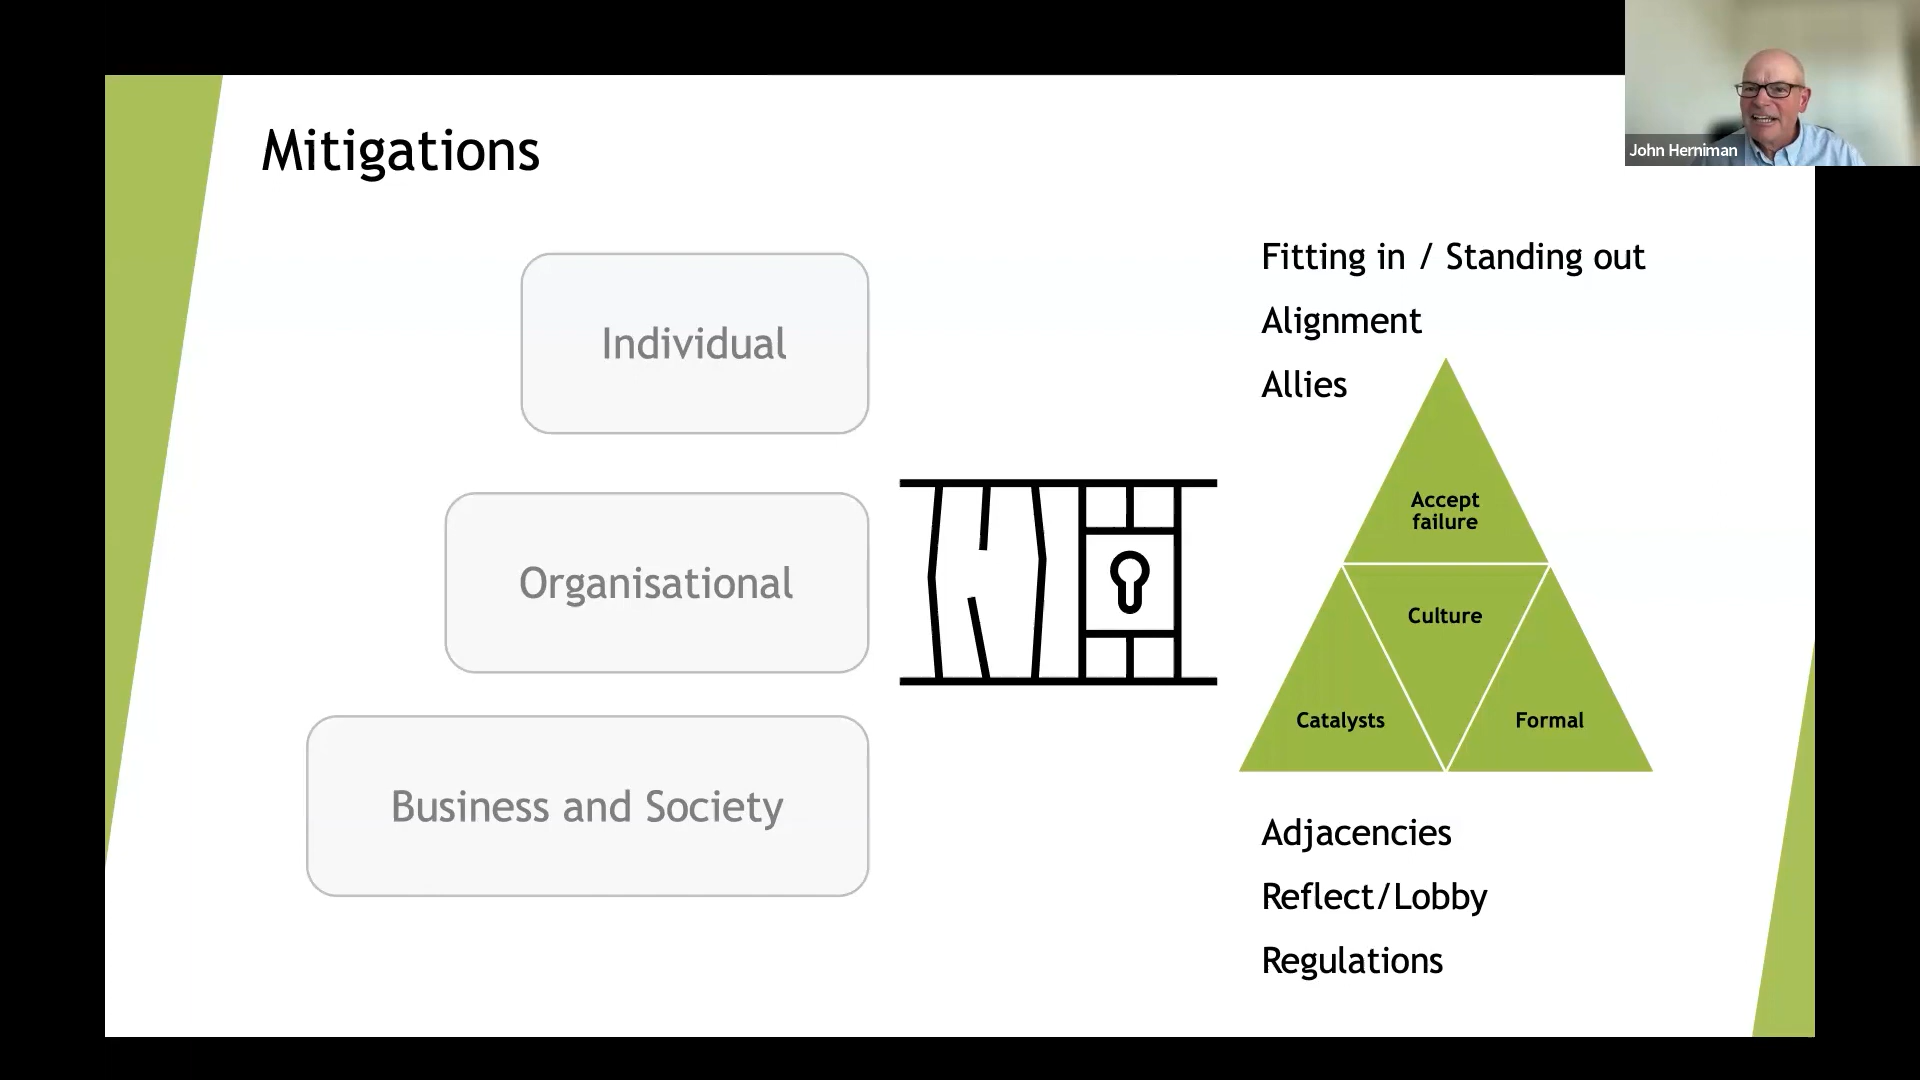 John Herniman
Mitigations
Individual
Organisational
Business and Society
Fitting in / Standing out
Alignment
Allies
Accept
failure
Culture
Catalysts
Formal
Adjacencies
Reflect/Lobby
Regulations